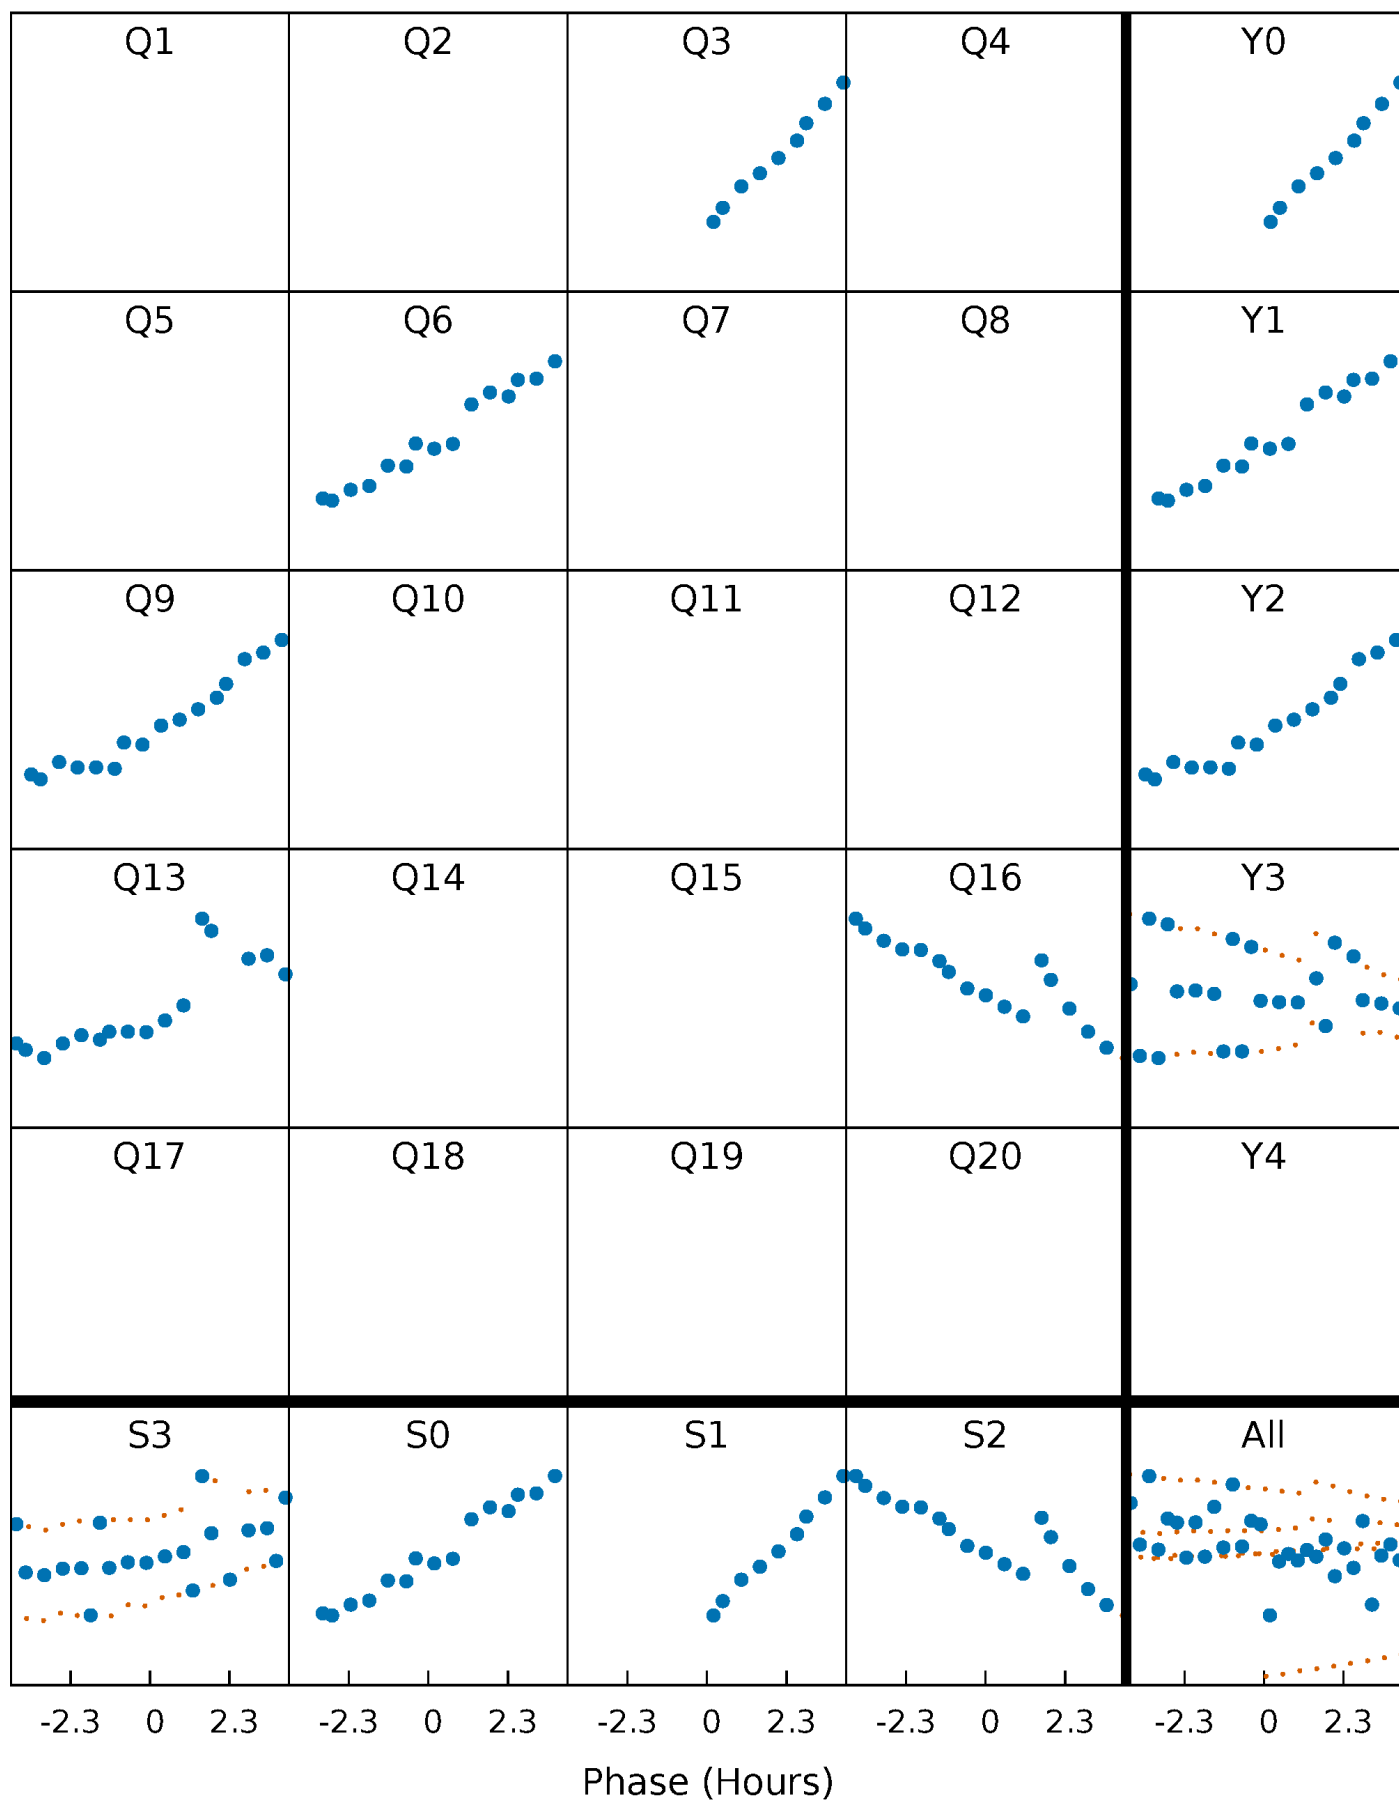 Q1 Q2 Q3 Q4 Y0
Q5 Q6 Q7 Q8 Y1
Q9 Q10 Q11 Q12 Y2
Q13 Q14 Q15 Q16 Y3
Q17 Q18 Q19 Q20 Y4
S3 S0 S1 S2 All
-2.3 0 2.3 -2.3 0 2.3 -2.3 0 2.3 -2.3 0 2.3 -2.3 0 2.3
Phase (Hours)